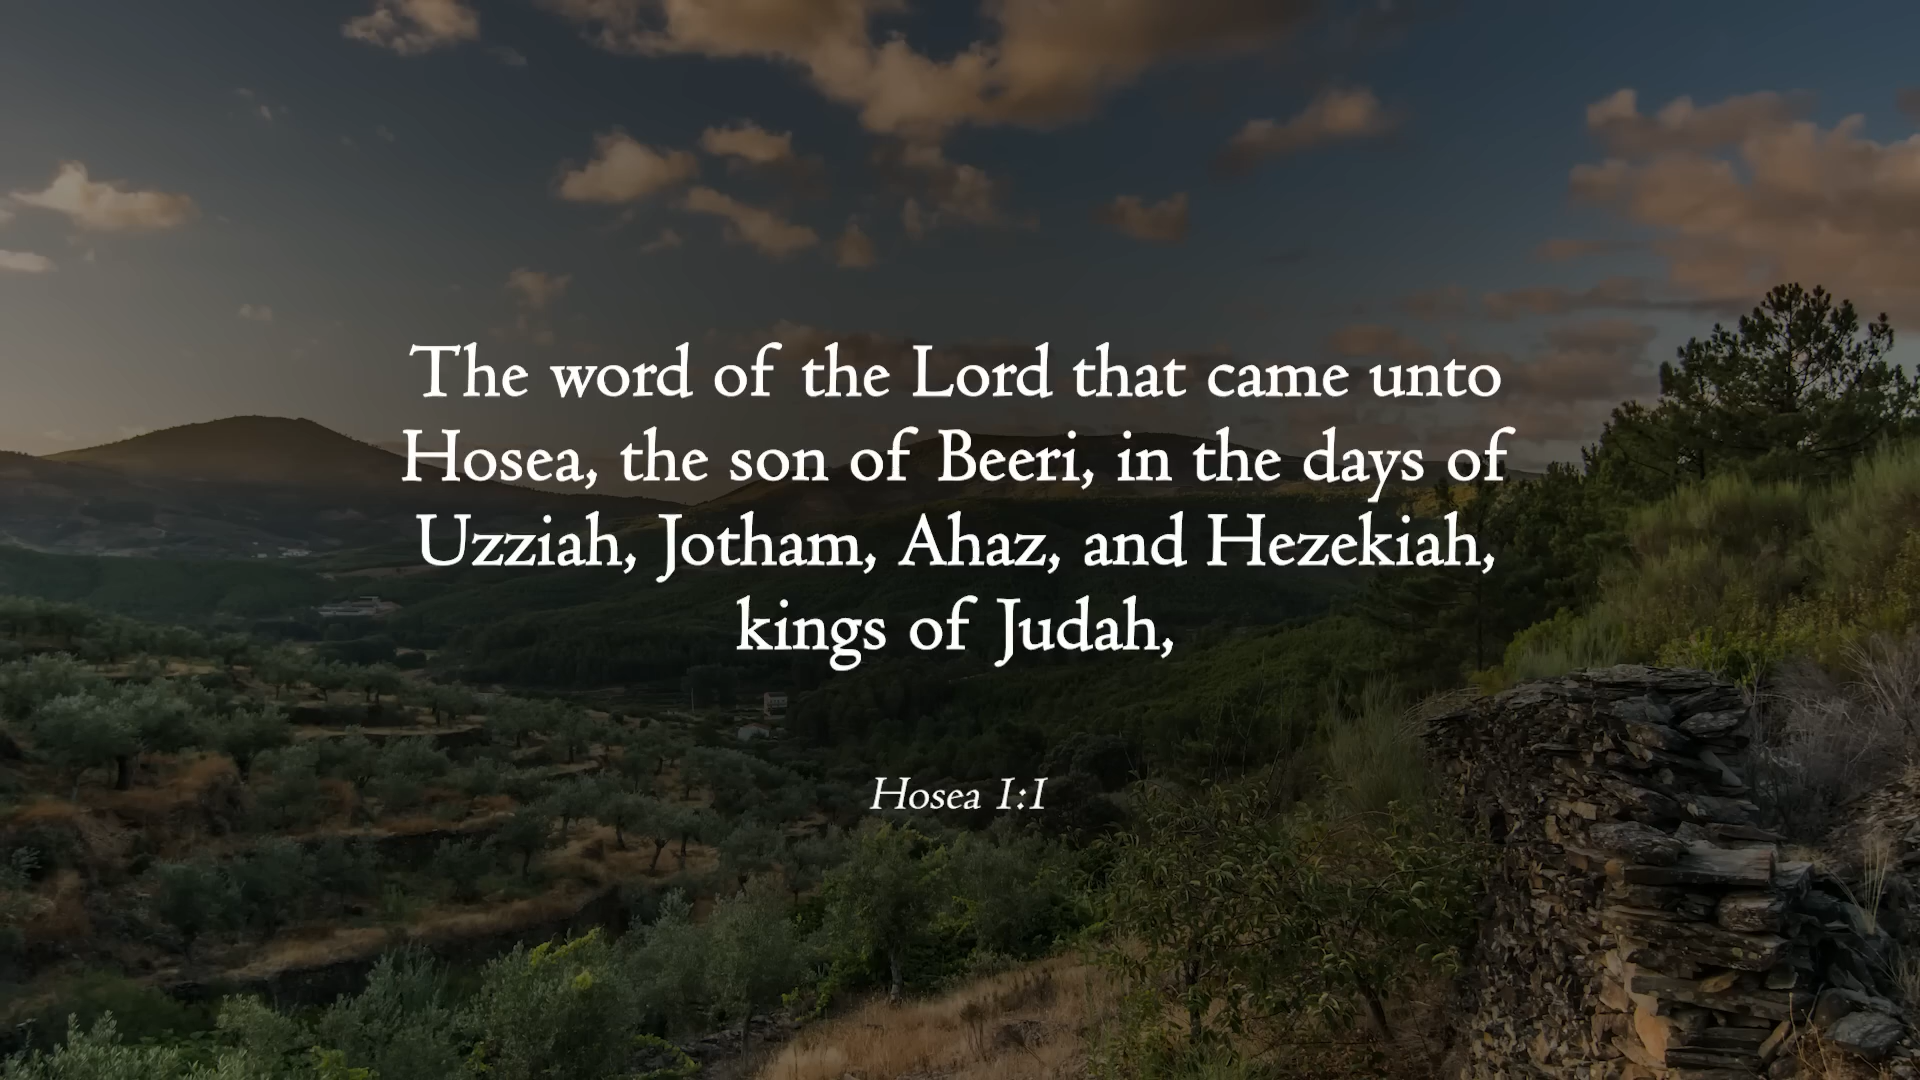 The word of the Lord that came unto
Hosea, the son of Beeri, in the days of
Uzziah, Jotham, Ahaz, and Hezekiah,
kings of Judah,
Hosea 1:1